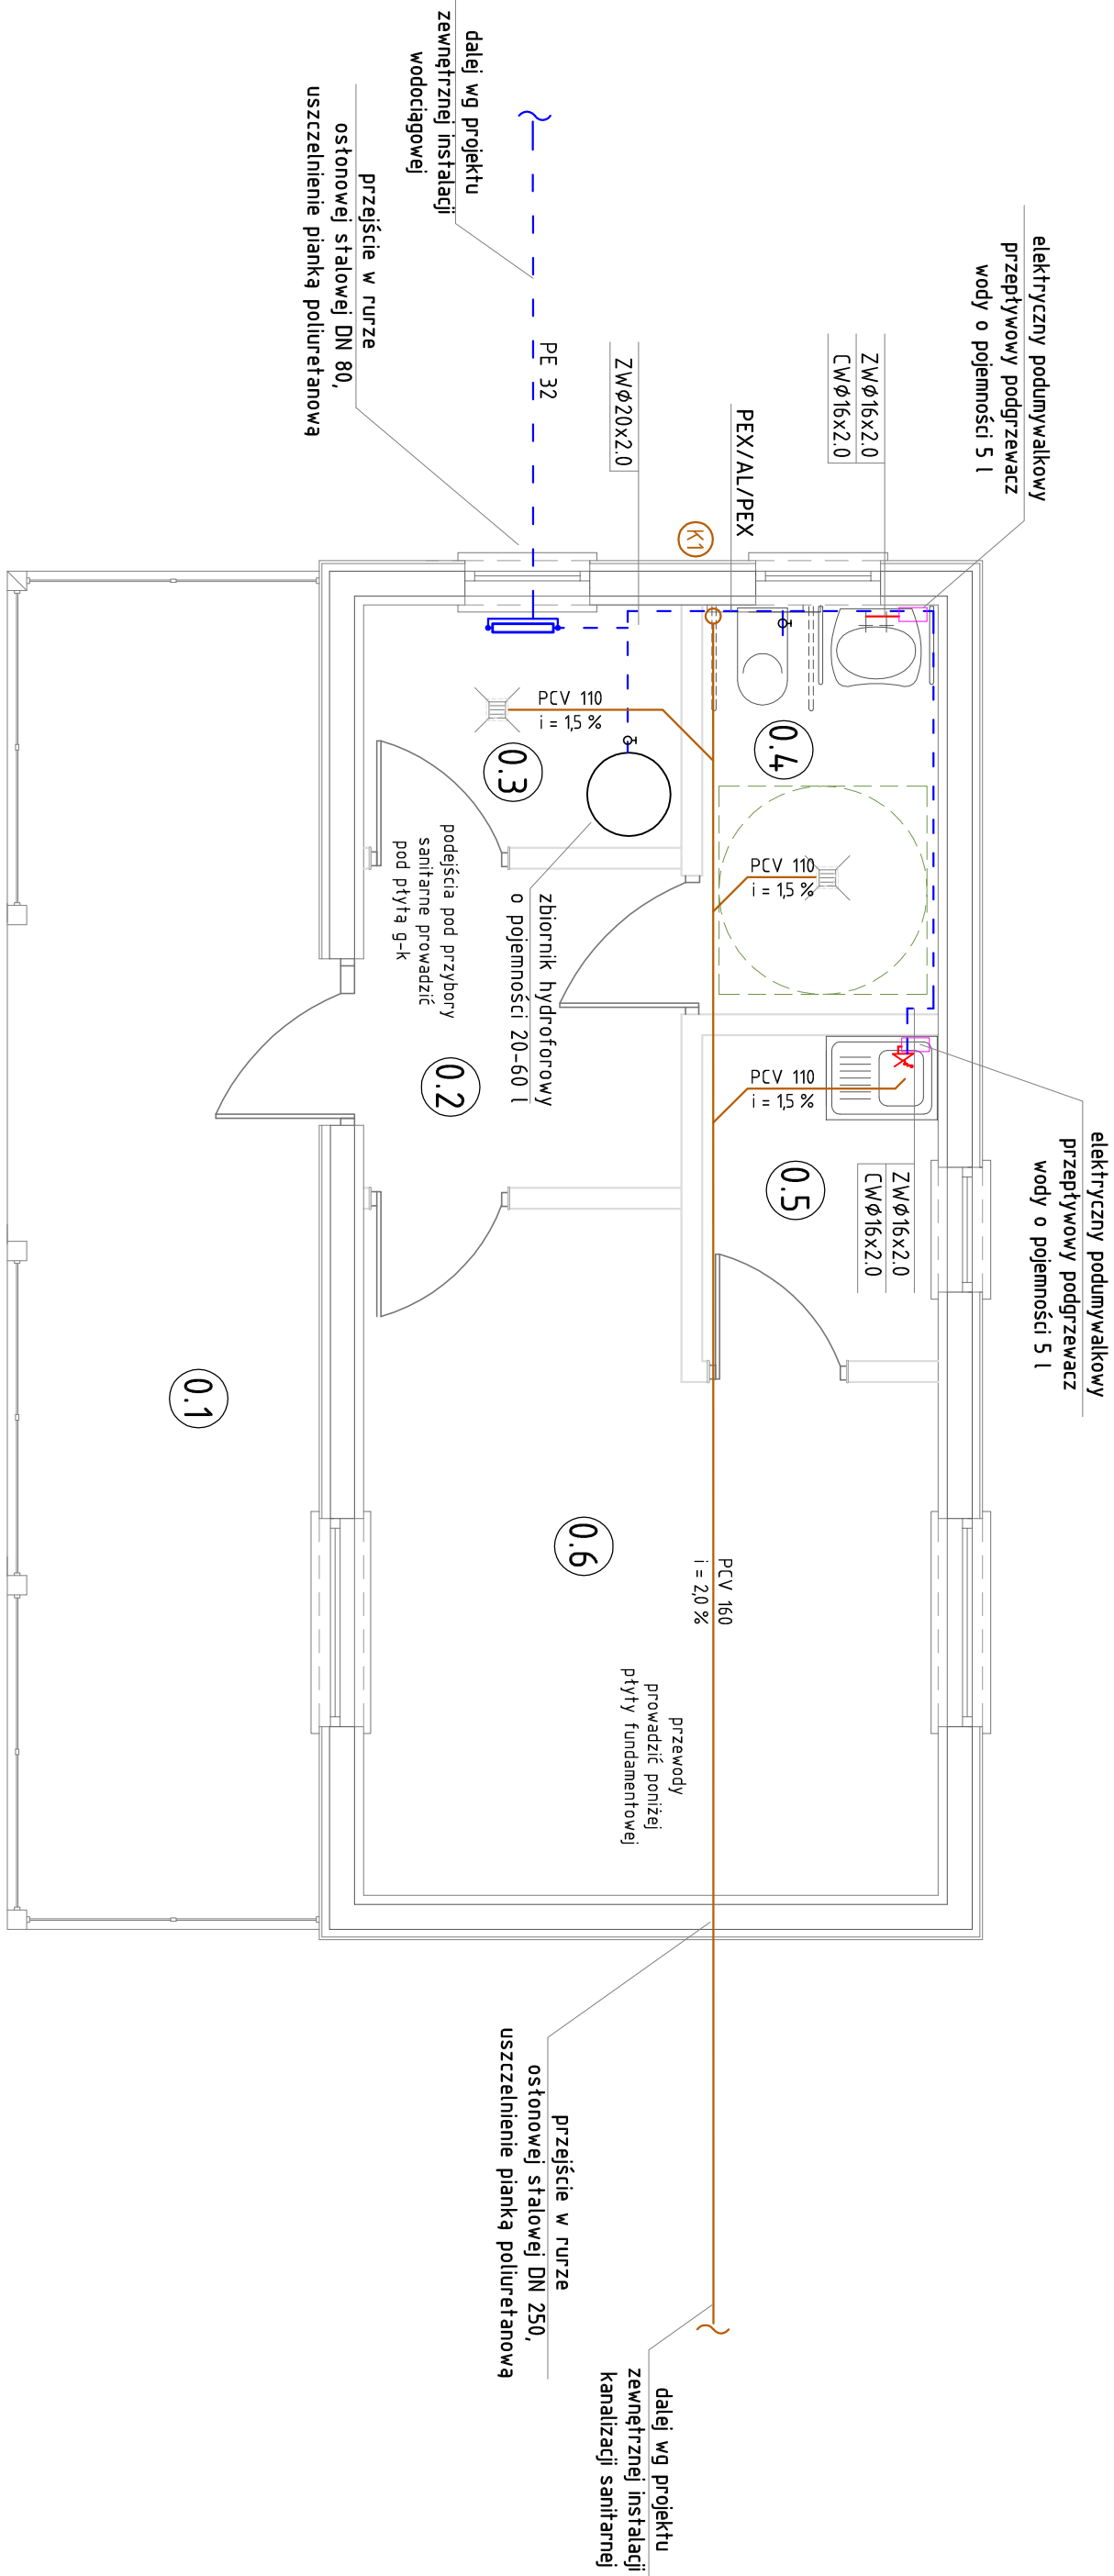 dalej wg projektu
zewnętrznej instalacji
wodociągowej
przejście w rurze
osłonowej stalowej DN 80,
uszczelnienie pianką poliuretanową
elektryczny podumywalkowy
przepływowy podgrzewacz
wody o pojemności 5 l
ZWϕ16x2.0
CWϕ16x2.0
PEX/AL/PEX
ZWϕ20x2.0
PE 32
K1
PCV 110
i = 1,5 %
0.3
0.4
PCV 110
i = 1,5 %
podejścia pod przybory
sanitarne prowadzić
pod płytą g-k
zbiornik hydroforowy
o pojemności 20-60 l
0.2
PCV 110
i = 1,5 %
0.5
ZWϕ16x2.0
CWϕ16x2.0
elektryczny podumywalkowy
przepływowy podgrzewacz
wody o pojemności 5 l
0.1
0.6
PCV 160
i = 2,0 %
przewody
prowadzić poniżej
płyty fundamentowej
przejście w rurze
osłonowej stalowej DN 250,
uszczelnienie pianką poliuretanową
dalej wg projektu
zewnętrznej instalacji
kanalizacji sanitarnej